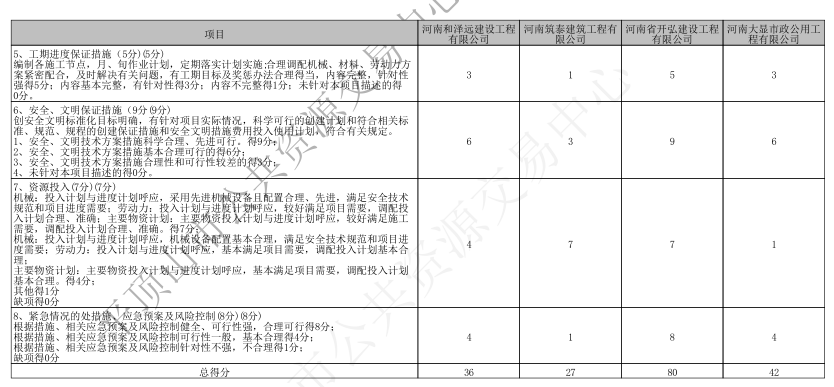 项目
河南和泽远建设工程有限公司
河南筑泰建筑工程有限公司
河南省开弘建设工程有限公司
河南大显市政公用工程有限公司
5、工期进度保证措施（5分)(5分)
编制各施工节点，月、旬作业计划，定期落实计划实施;合理调配机械、材料、劳动力方
案紧密配合，及时解决有关问题，有工期目标及奖惩办法合理得当，内容完整，针对性
强得5分；内容基本完整，有针对性得3分；内容不完整得1分；未针对本项目描述的得
0分。
3
1
5
3
6、安全、文明保证措施（9分)(9分)
创安全文明标准化目标明确，有针对项目实际情况，科学可行的创建计划和符合相关标
准、规范、规程的创建保证措施和安全文明措施费用投入使用计划，符合有关规定。
1、安全、文明技术方案措施科学合理、先进可行。得9分；
2、安全、文明技术方案措施基本合理可行的得6分；
3、安全、文明技术方案措施合理性和可行性较差的得3分；
4、未针对本项目描述的得0分。
6
3
9
6
7、资源投入(7分)(7分)
机械：投入计划与进度计划呼应，采用先进机械设备且配置合理、先进，满足安全技术
规范和项目进度需要；劳动力：投入计划与进度计划呼应，较好满足项目需要，调配投
入计划合理、准确；主要物资计划：主要物资投入计划与进度计划呼应，较好满足施工
需要，调配投入计划合理、准确。得7分；
机械：投入计划与进度计划呼应，机械设备配置基本合理，满足安全技术规范和项目进
度需要；劳动力：投入计划与进度计划呼应，基本满足项目需要，调配投入计划基本合
理；
主要物资计划：主要物资投入计划与进度计划呼应，基本满足项目需要，调配投入计划
基本合理。得4分；
其他得1分
缺项得0分
4
7
7
1
8、紧急情况的处措施、应急预案及风险控制(8分)(8分)
根据措施、相关应急预案及风险控制健全、可行性强，合理可行得8分；
根据措施、相关应急预案及风险控制可行性一般，基本合理得4分；
根据措施、相关应急预案及风险控制针对性不强，不合理得1分；
缺项得0分
4
1
8
4
总得分
36
27
80
42
平顶山市公共资源交易中心
市公共资源交易中心